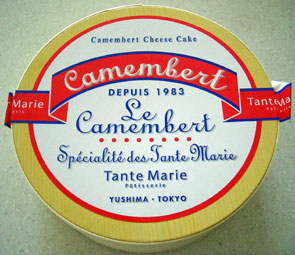 Camembert Cheese Cake
Camembert
DEPUIS 1983
Le
Camembert
Marie
Tante
Spécialité des Tante Marie
Tante Marie
Pâtisserie
YUSHIMA - TOKYO